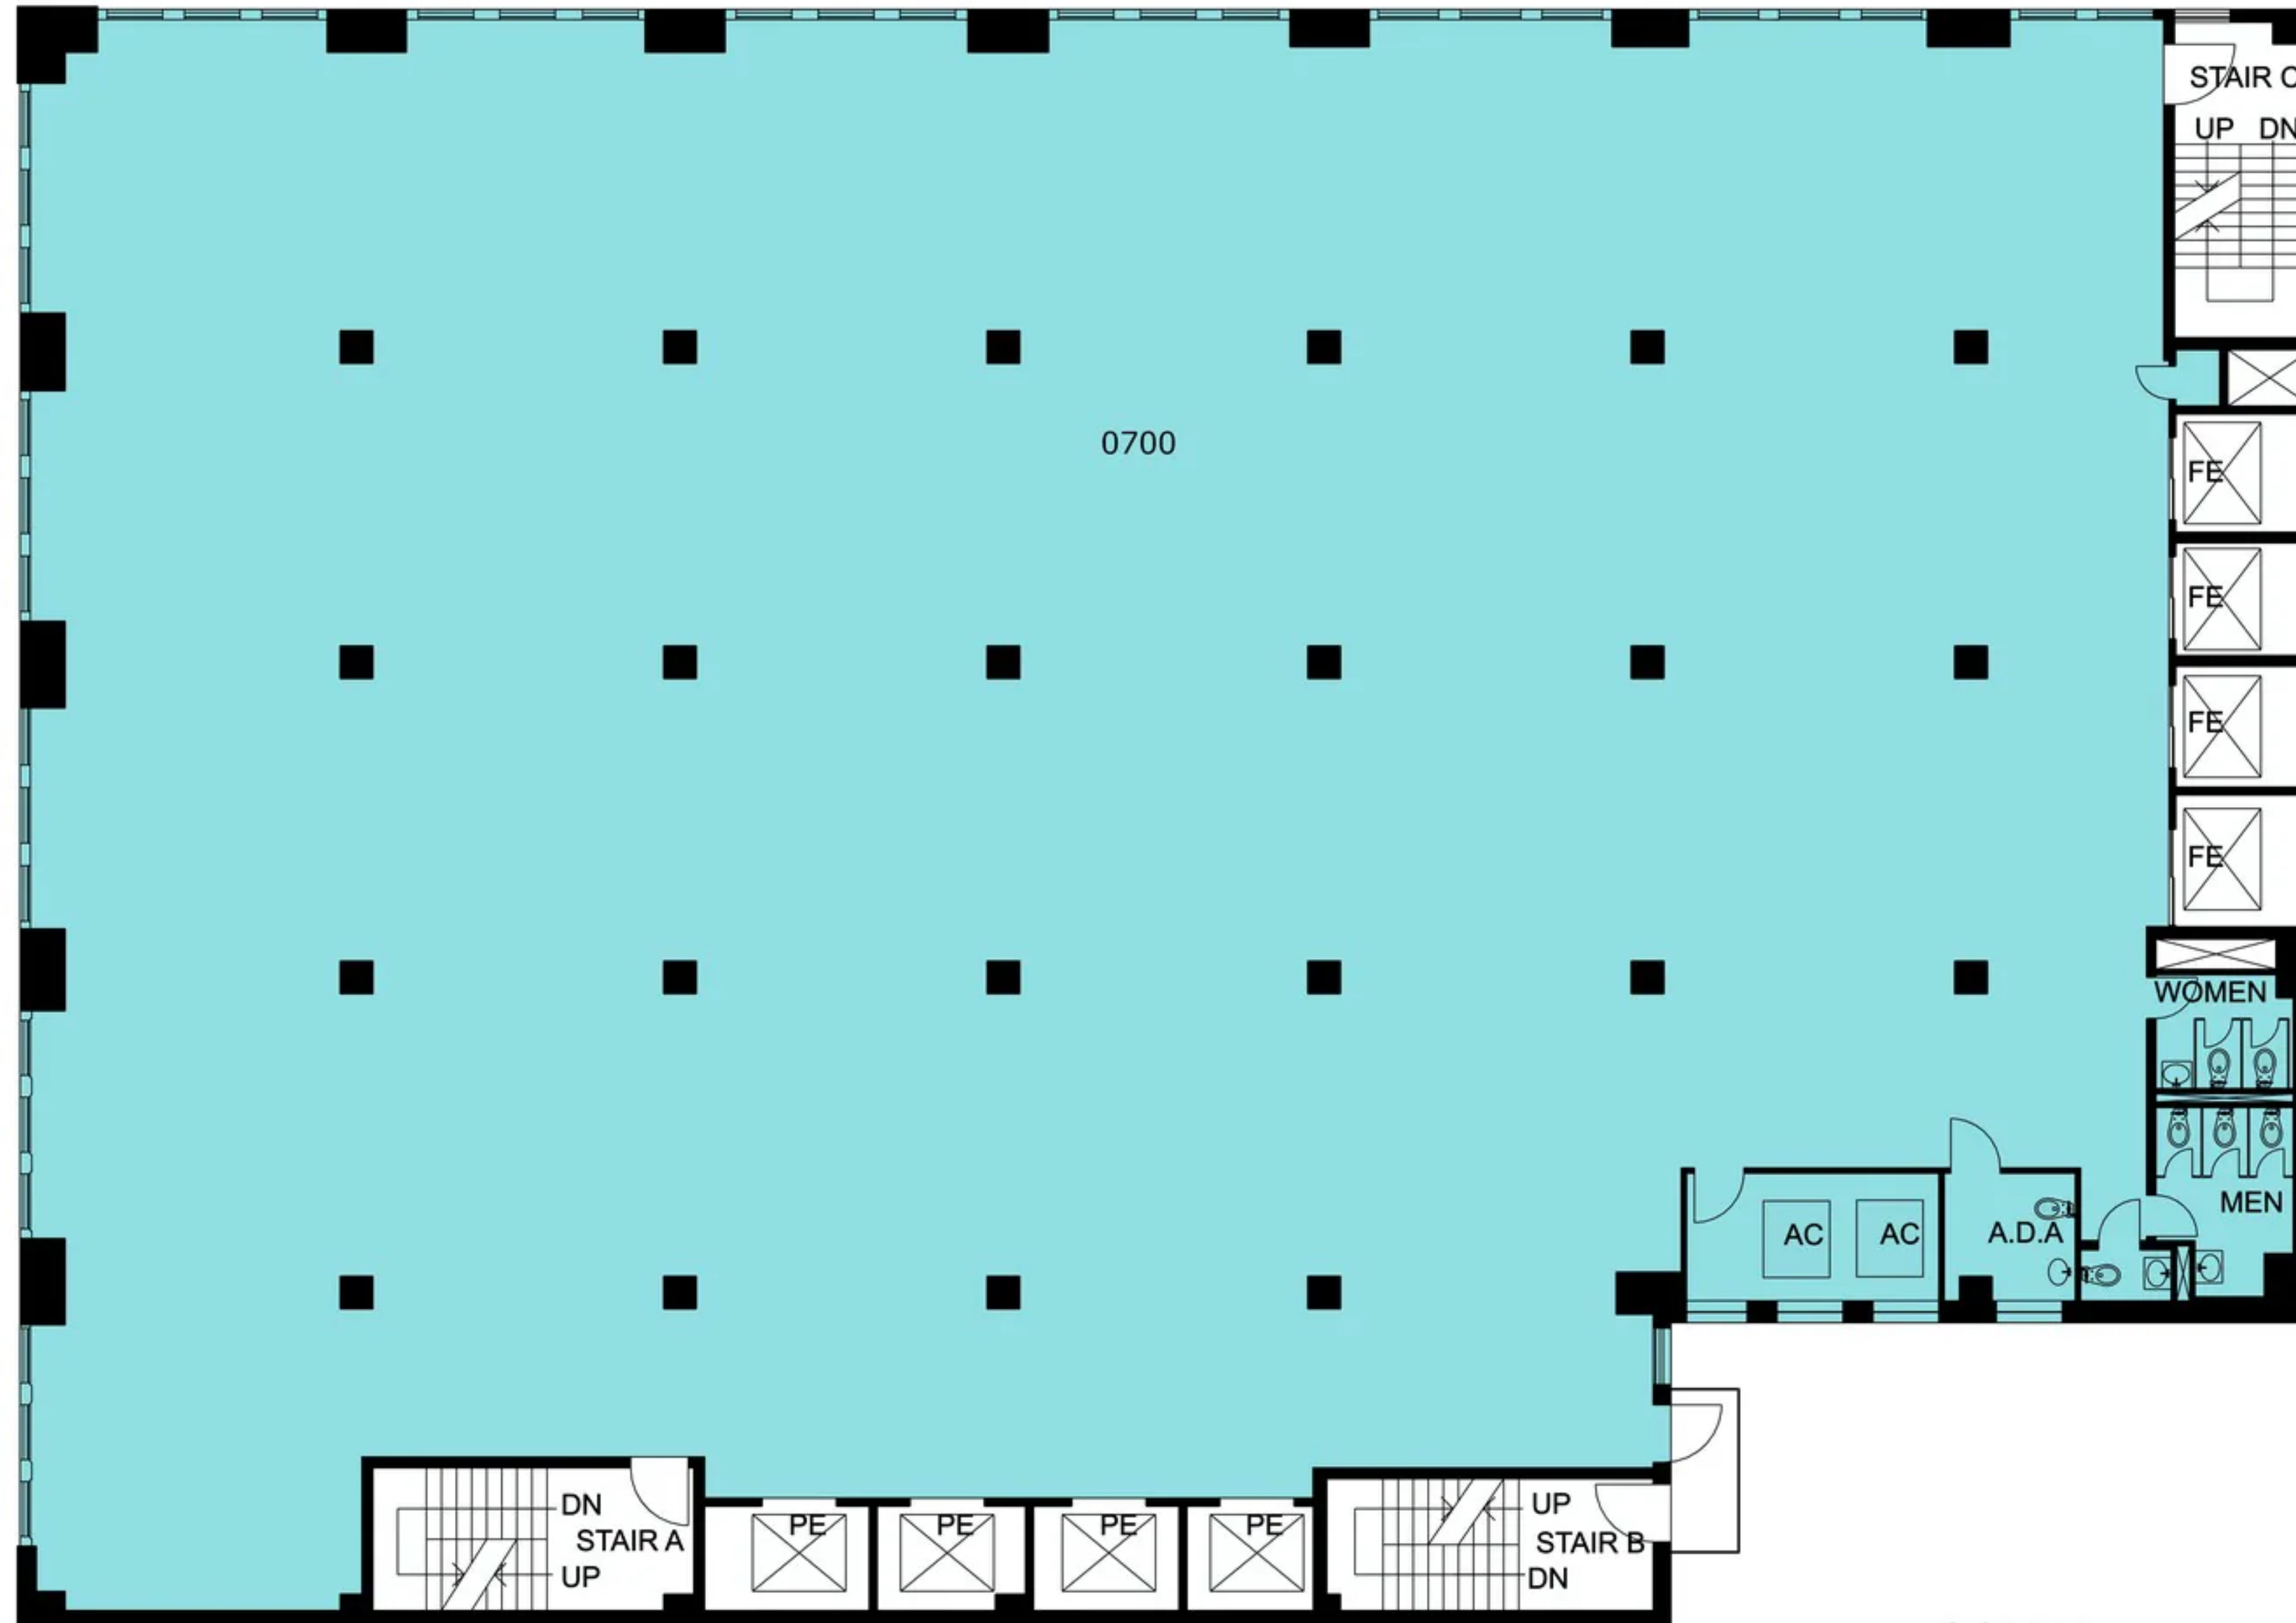 STAIR C
UP DN
0700
FE
FE
FE
FE
WOMEN
MEN
AC AC A.D.A
DN
STAIR A
UP
PE PE PE PE
UP
STAIR B
DN